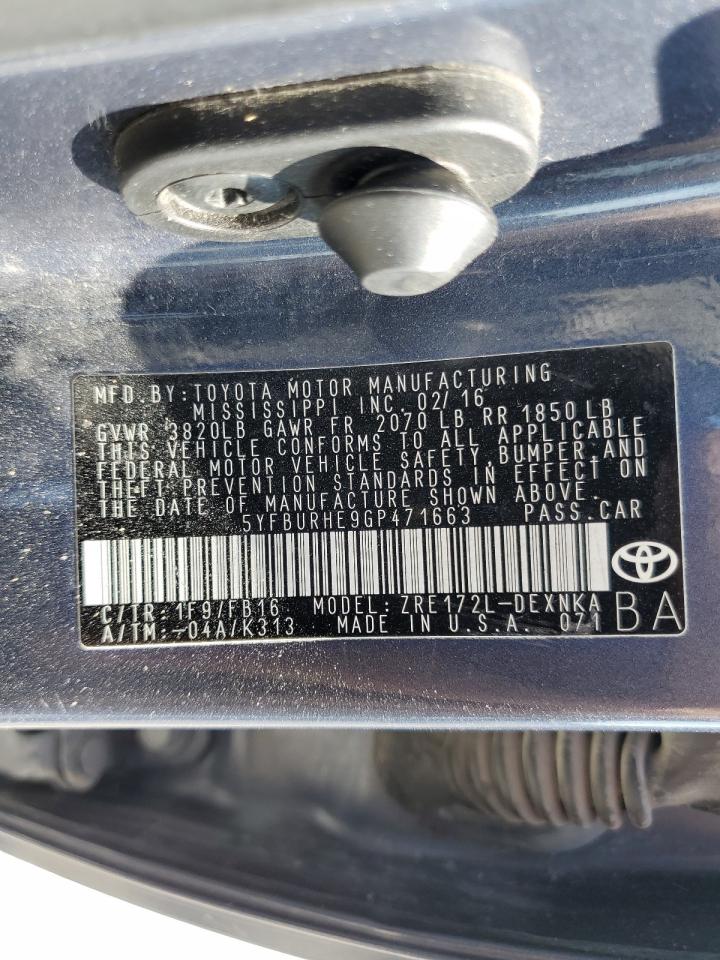 MFD. BY: TOYOTA MOTOR MANUFACTURING
MISSISSIPPI INC. 02/16
GVWR 3820LB GAWR FR 2070 LB RR 1850 LB
THIS VEHICLE CONFORMS TO ALL APPLICABLE
FEDERAL MOTOR VEHICLE SAFETY, BUMPER, AND
THEFT PREVENTION STANDARDS IN EFFECT ON
THE DATE OF MANUFACTURE SHOWN ABOVE.
5YFBURHE9GP471663 PASS. CAR
C/TR: 1F9/FB16 MODEL: ZRE172L-DEXNKA
A/TM: -04A/K313 MADE IN U.S.A. 071 BA